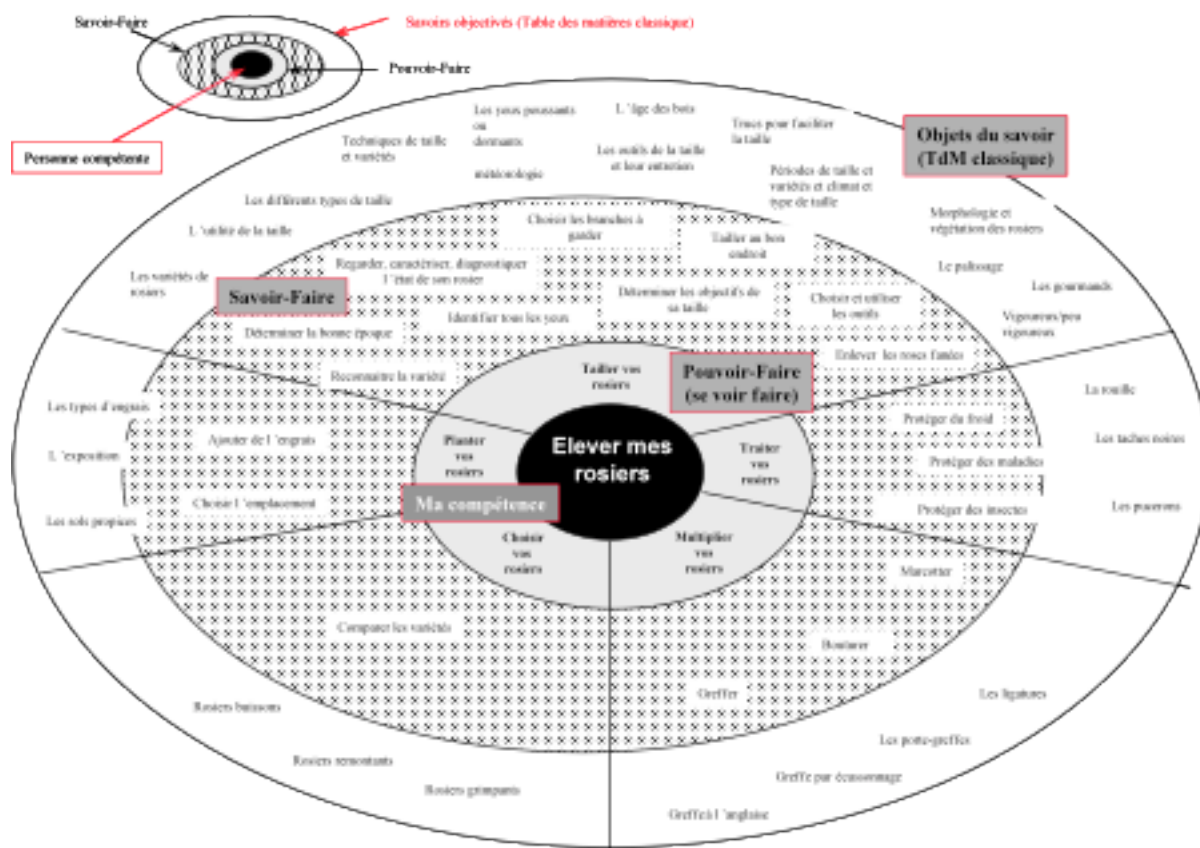 Savoir-Faire
Savoirs objectivés (Table des matières classique)
Pouvoir-Faire
Personne compétente
Objets du savoir
(TdM classique)
Les yeux poussants
ou
dormants
L 'âge des bois
Trucs pour faciliter
la taille
Techniques de taille
et variétés
Les outils de la taille
et leur entretien
météorologie
Périodes de taille et
variétés et climat et
type de taille
Les différents types de taille
Morphologie et
végétation des rosiers
L 'utilité de la taille
Le palissage
Les variétés de
rosiers
Les gourmands
Vigoureux/peu
vigoureux
Choisir les branches à
garder
Tailler au bon
endroit
Regarder, caractériser, diagnostiquer
l 'état de son rosier
Savoir-Faire
Déterminer les objectifs de
sa taille
Choisir et utiliser
les outils
Identifier tous les yeux
Déterminer la bonne époque
Enlever les roses fanées
Reconnaitre la variété
Tailler vos
rosiers
Pouvoir-Faire
(se voir faire)
La rouille
Les types d'engrais
Protéger du froid
Ajouter de l 'engrais
Planter
vos
rosiers
Elever mes
rosiers
Traiter
vos
rosiers
Les taches noires
L 'exposition
Protéger des maladies
Choisir l 'emplacement
Ma compétence
Protéger des insectes
Les pucerons
Les sols propices
Choisir
vos
rosiers
Multiplier
vos
rosiers
Marcotter
Comparer les variétés
Bouturer
Greffer
Les ligatures
Rosiers buissons
Les porte-greffes
Rosiers remontants
Greffe par écussonnage
Rosiers grimpants
Greffe à l 'anglaise